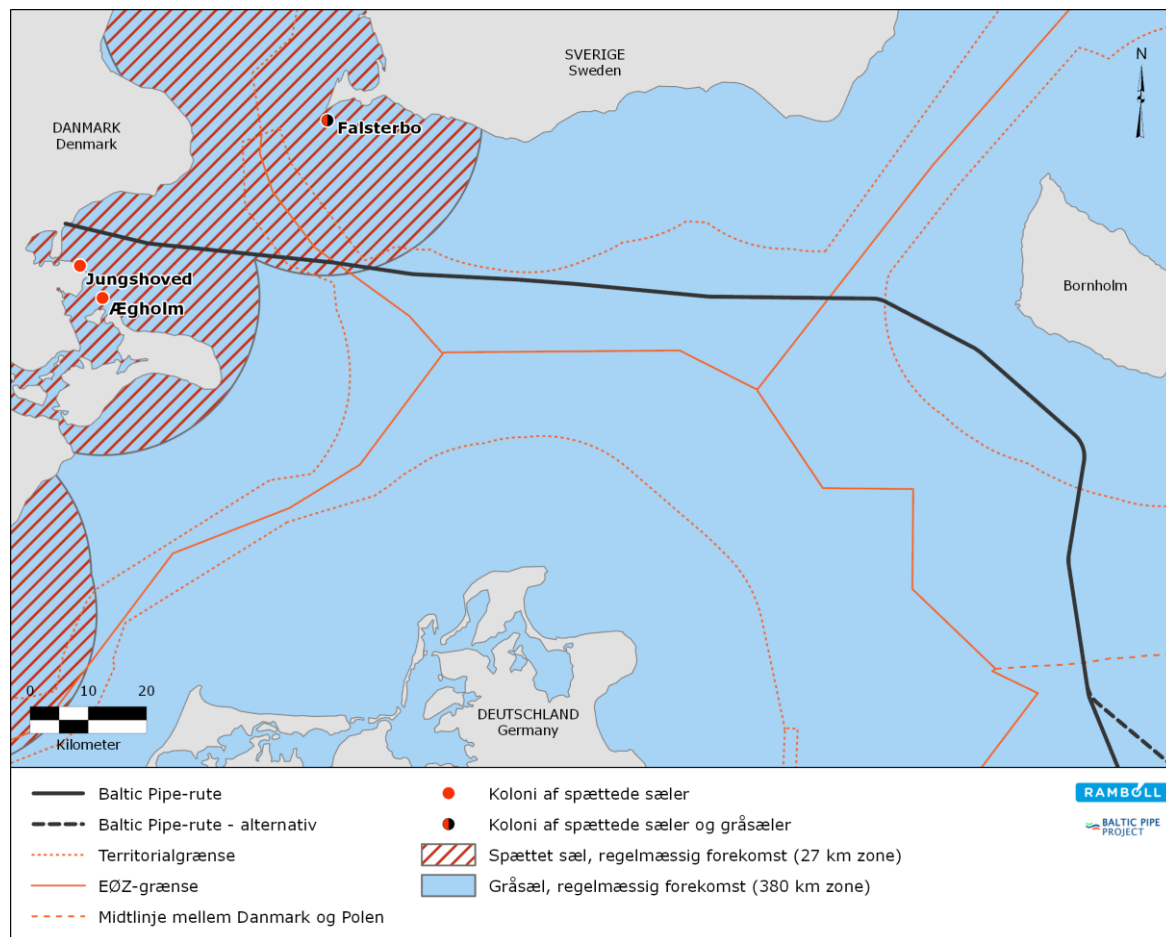 SVERIGE
Sweden
N
DANMARK
Denmark
Falsterbo
Jungshoved
Ægholm
Bornholm
0 10 20
Kilometer
DEUTSCHLAND
Germany
Baltic Pipe-rute
Baltic Pipe-rute - alternativ
Territorialgrænse
EØZ-grænse
Midtlinje mellem Danmark og Polen
Koloni af spættede sæler
Koloni af spættede sæler og gråsæler
Spættet sæl, regelmæssig forekomst (27 km zone)
Gråsæl, regelmæssig forekomst (380 km zone)
RAMBOLL
BALTIC PIPE
PROJECT